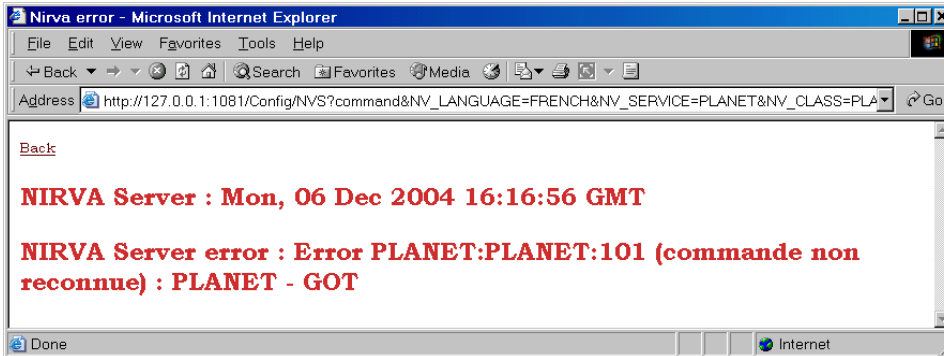 Nirva error - Microsoft Internet Explorer
File Edit View Favorites Tools Help
Back Search Favorites Media
Address http://127.0.0.1:1081/Config/NVS?command&NV_LANGUAGE=FRENCH&NV_SERVICE=PLANET&NV_CLASS=PLA Go
Back
NIRVA Server : Mon, 06 Dec 2004 16:16:56 GMT
NIRVA Server error : Error PLANET:PLANET:101 (commande non
reconnue) : PLANET - GOT
Done Internet